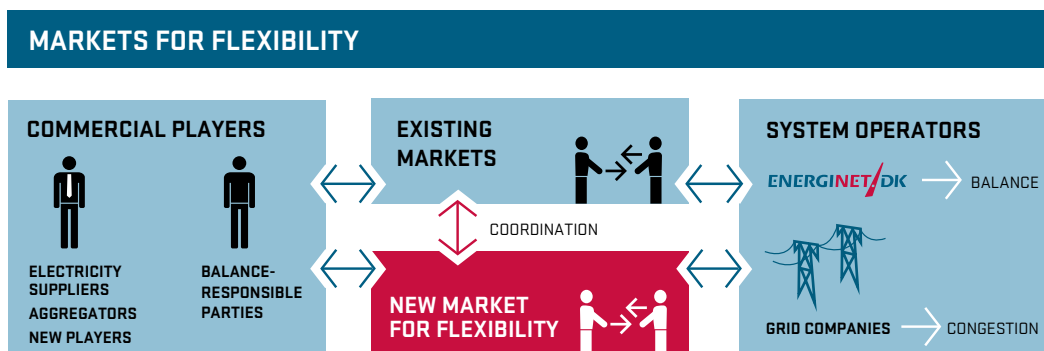 MARKETS FOR FLEXIBILITY
COMMERCIAL PLAYERS
ELECTRICITY
SUPPLIERS
AGGREGATORS
NEW PLAYERS
BALANCE-
RESPONSIBLE
PARTIES
EXISTING
MARKETS
COORDINATION
NEW MARKET
FOR FLEXIBILITY
SYSTEM OPERATORS
ENERGINET/DK
BALANCE
GRID COMPANIES
CONGESTION